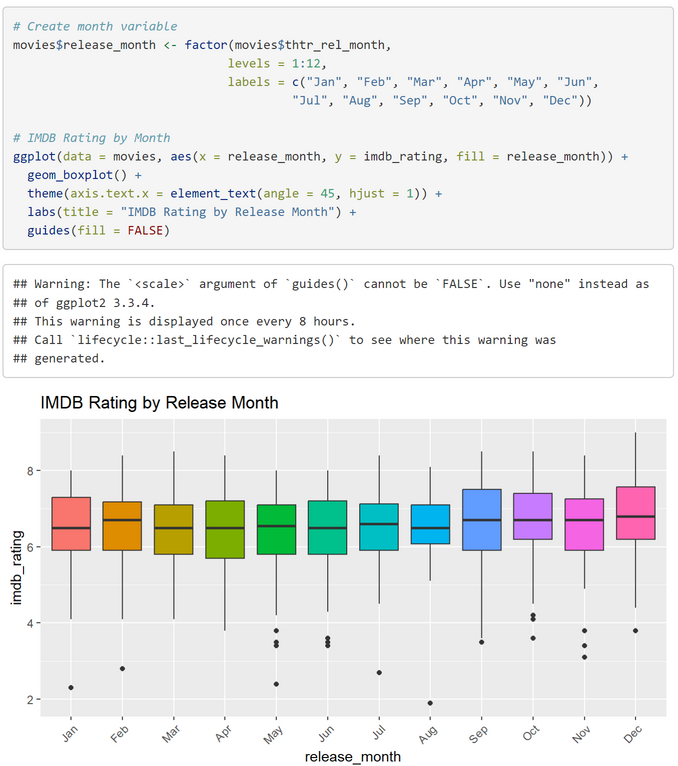 # Create month variable
movies$release_month <- factor(movies$thtr_rel_month,
levels = 1:12,
labels = c("Jan", "Feb", "Mar", "Apr", "May", "Jun",
"Jul", "Aug", "Sep", "Oct", "Nov", "Dec"))
# IMDB Rating by Month
ggplot(data = movies, aes(x = release_month, y = imdb_rating, fill = release_month)) +
geom_boxplot() +
theme(axis.text.x = element_text(angle = 45, hjust = 1)) +
labs(title = "IMDB Rating by Release Month") +
guides(fill = FALSE)
## Warning: The `<scale>` argument of `guides()` cannot be `FALSE`. Use "none" instead as
## of ggplot2 3.3.4.
## This warning is displayed once every 8 hours.
## Call `lifecycle::last_lifecycle_warnings()` to see where this warning was
## generated.
IMDB Rating by Release Month
imdb_rating
8
6
4
2
Jan Feb Mar Apr May Jun Jul Aug Sep Oct Nov Dec
release_month